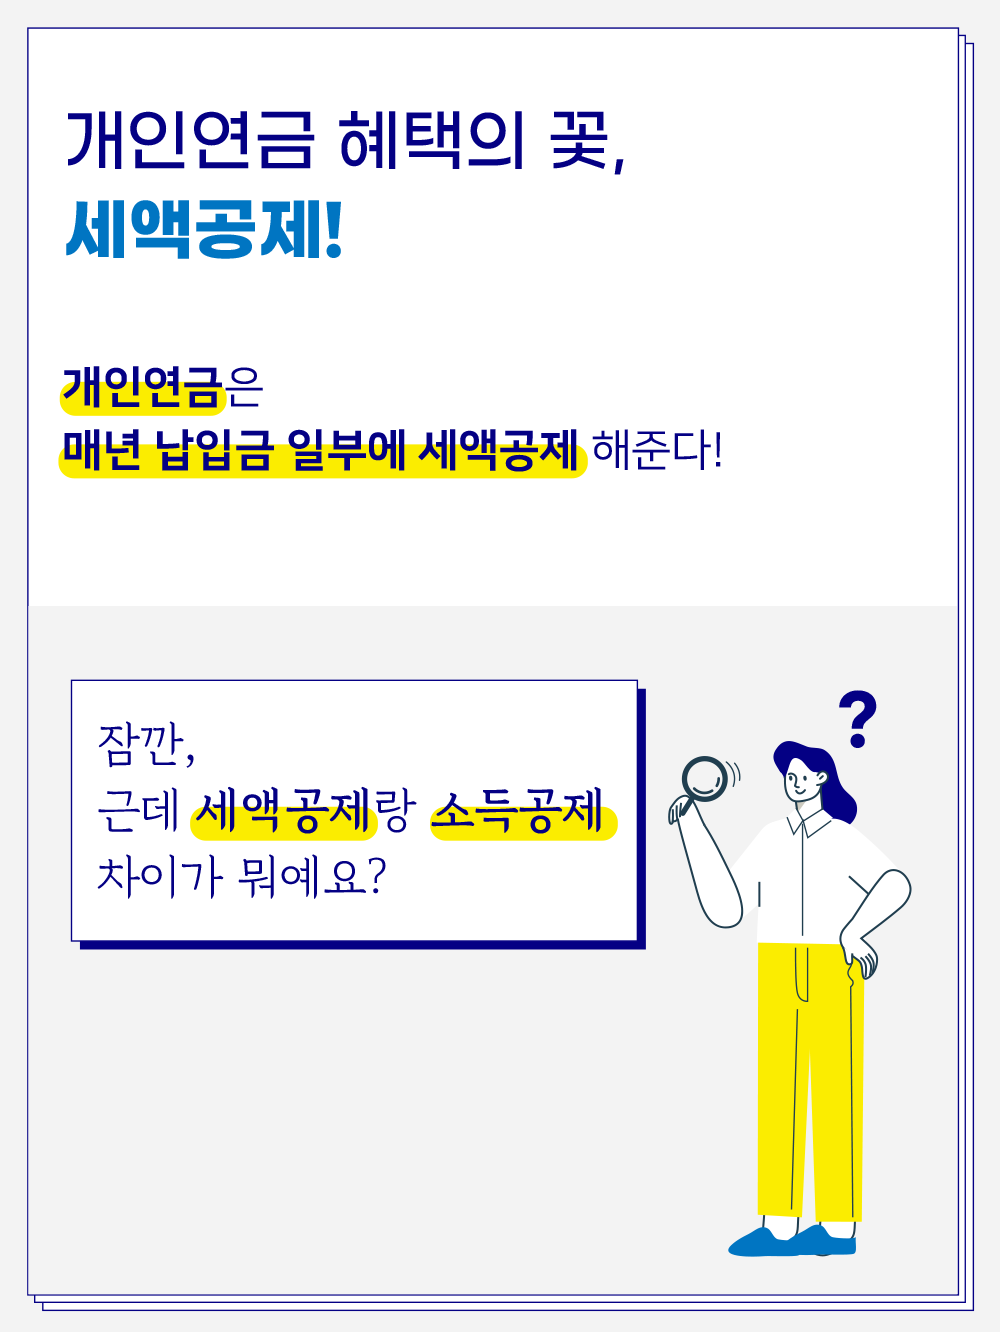 개인연금 혜택의 꽃,
세액공제!
개인연금은
매년 납입금 일부에 세액공제 해준다!
잠깐,
근데 세액공제랑 소득공제
차이가 뭐예요?
?